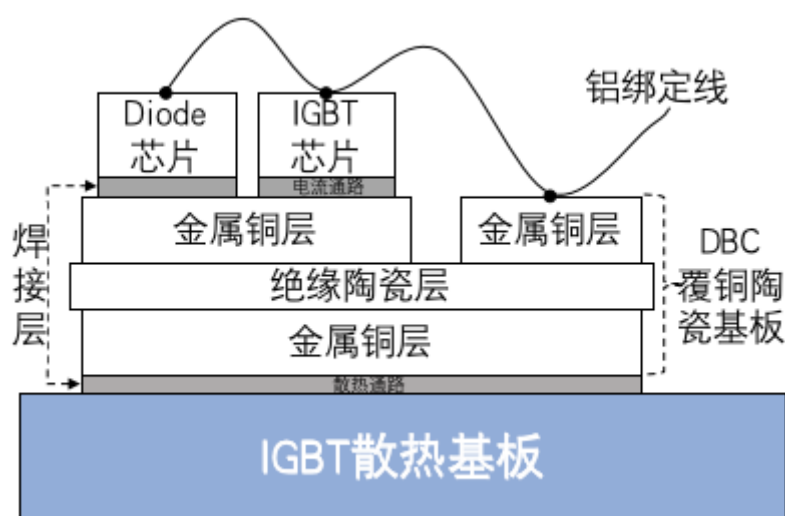 Diode
芯片
IGBT
芯片
铝绑定线
电流通路
焊
接
层
金属铜层
金属铜层
DBC
覆铜陶
瓷基板
绝缘陶瓷层
金属铜层
散热通路
IGBT散热基板